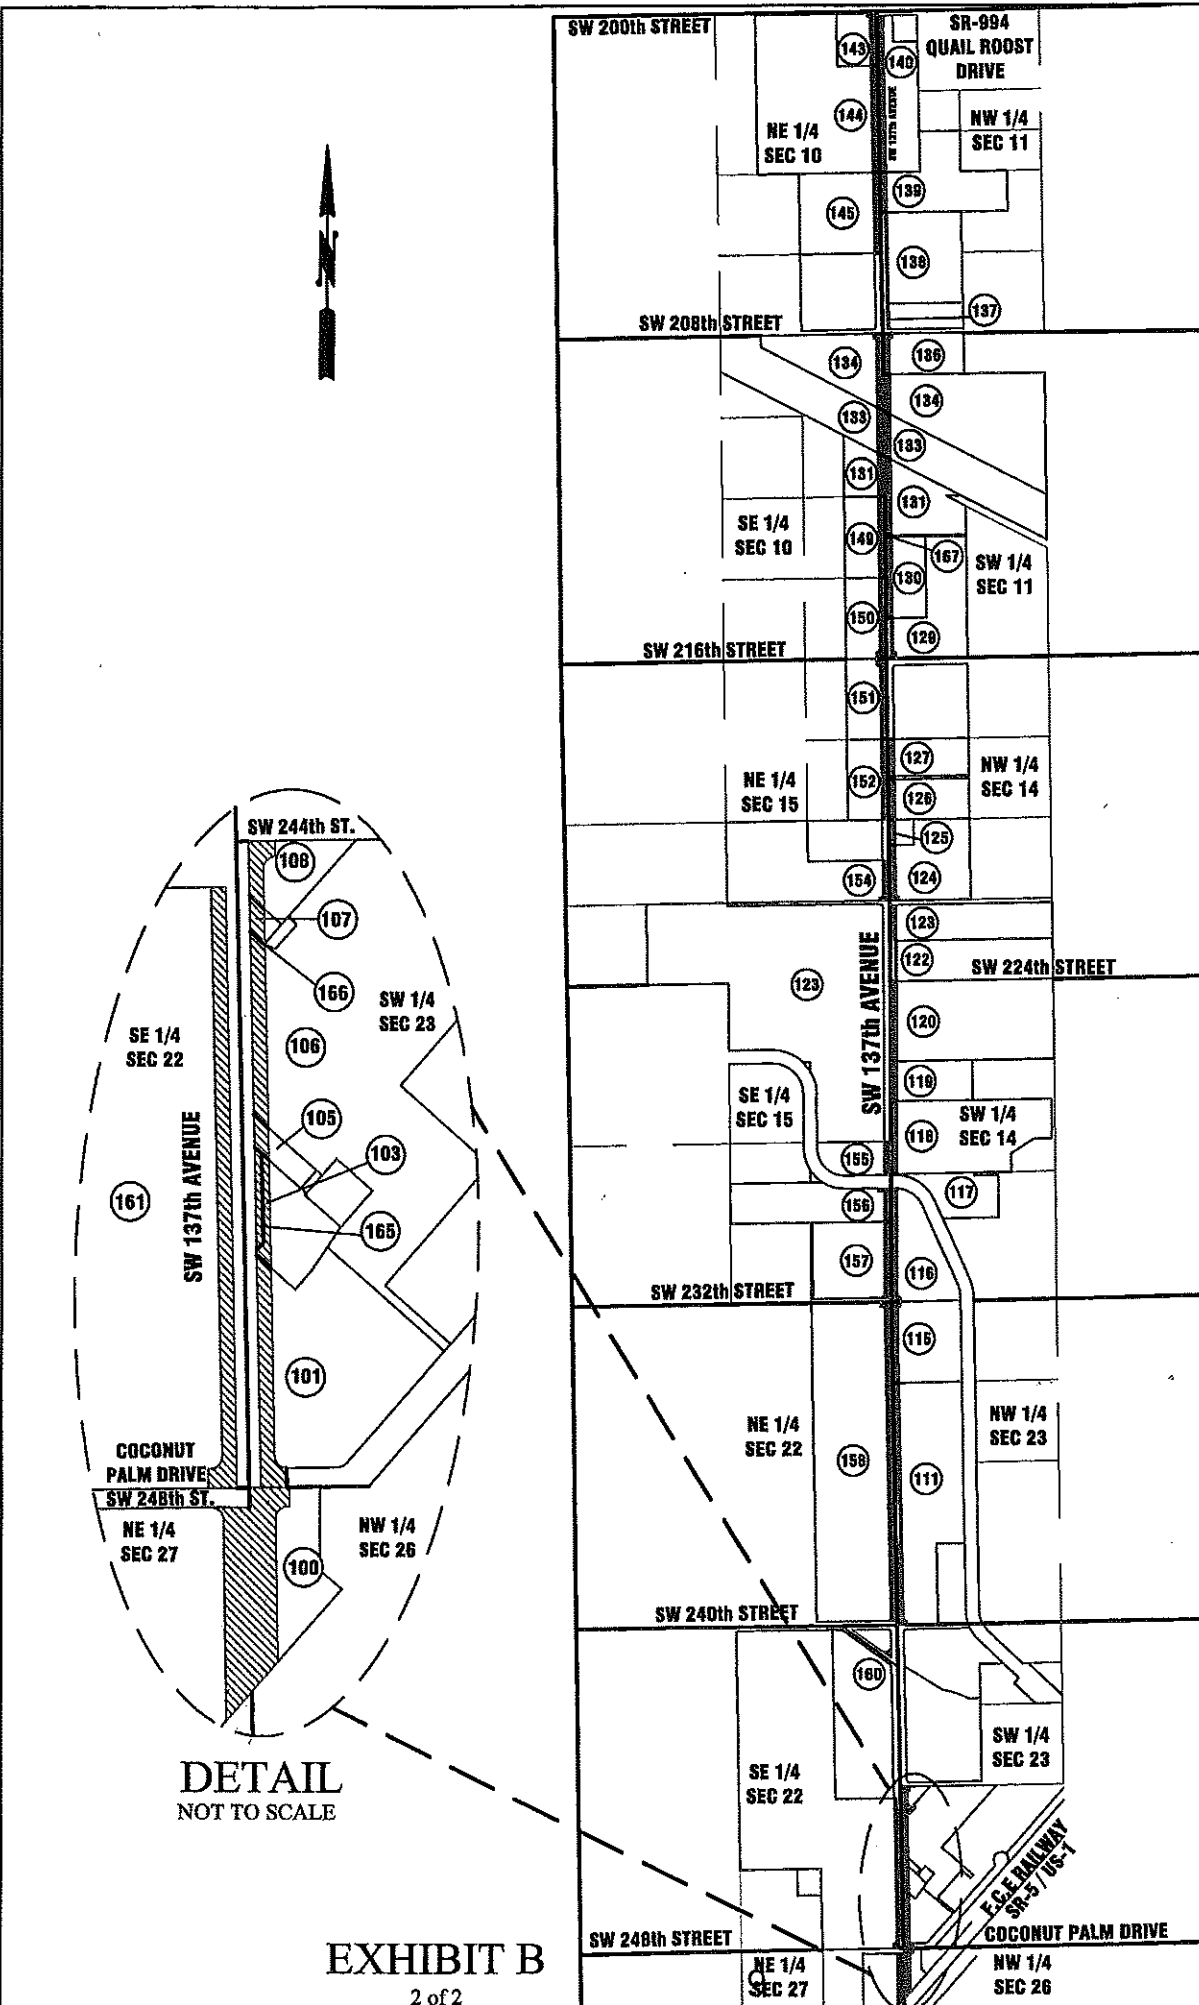 SW 200th STREET
SR-994
QUAIL ROOST
DRIVE
143
140
144
SW 137th AVENUE
NE 1/4
SEC 10
NW 1/4
SEC 11
139
145
138
137
SW 208th STREET
136
134
134
133
133
131
131
SE 1/4
SEC 10
149
167
130
SW 1/4
SEC 11
150
129
SW 216th STREET
151
127
152
NE 1/4
SEC 15
NW 1/4
SEC 14
126
125
154
124
123
122
SW 224th STREET
123
SW 137th AVENUE
120
119
SE 1/4
SEC 15
118
SW 1/4
SEC 14
155
117
156
157
116
SW 232th STREET
115
NE 1/4
SEC 22
NW 1/4
SEC 23
158
111
SW 240th STREET
160
SW 1/4
SEC 23
SE 1/4
SEC 22
F.C.E RAILWAY
SR-5 / US-1
SW 248th STREET
COCONUT PALM DRIVE
NE 1/4
SEC 27
NW 1/4
SEC 26
N
SW 244th ST.
108
107
166
SW 1/4
SEC 23
106
SE 1/4
SEC 22
105
103
SW 137th AVENUE
161
165
101
COCONUT
PALM DRIVE
SW 248th ST.
NE 1/4
SEC 27
NW 1/4
SEC 26
100
DETAIL
NOT TO SCALE
EXHIBIT B
2 of 2
9